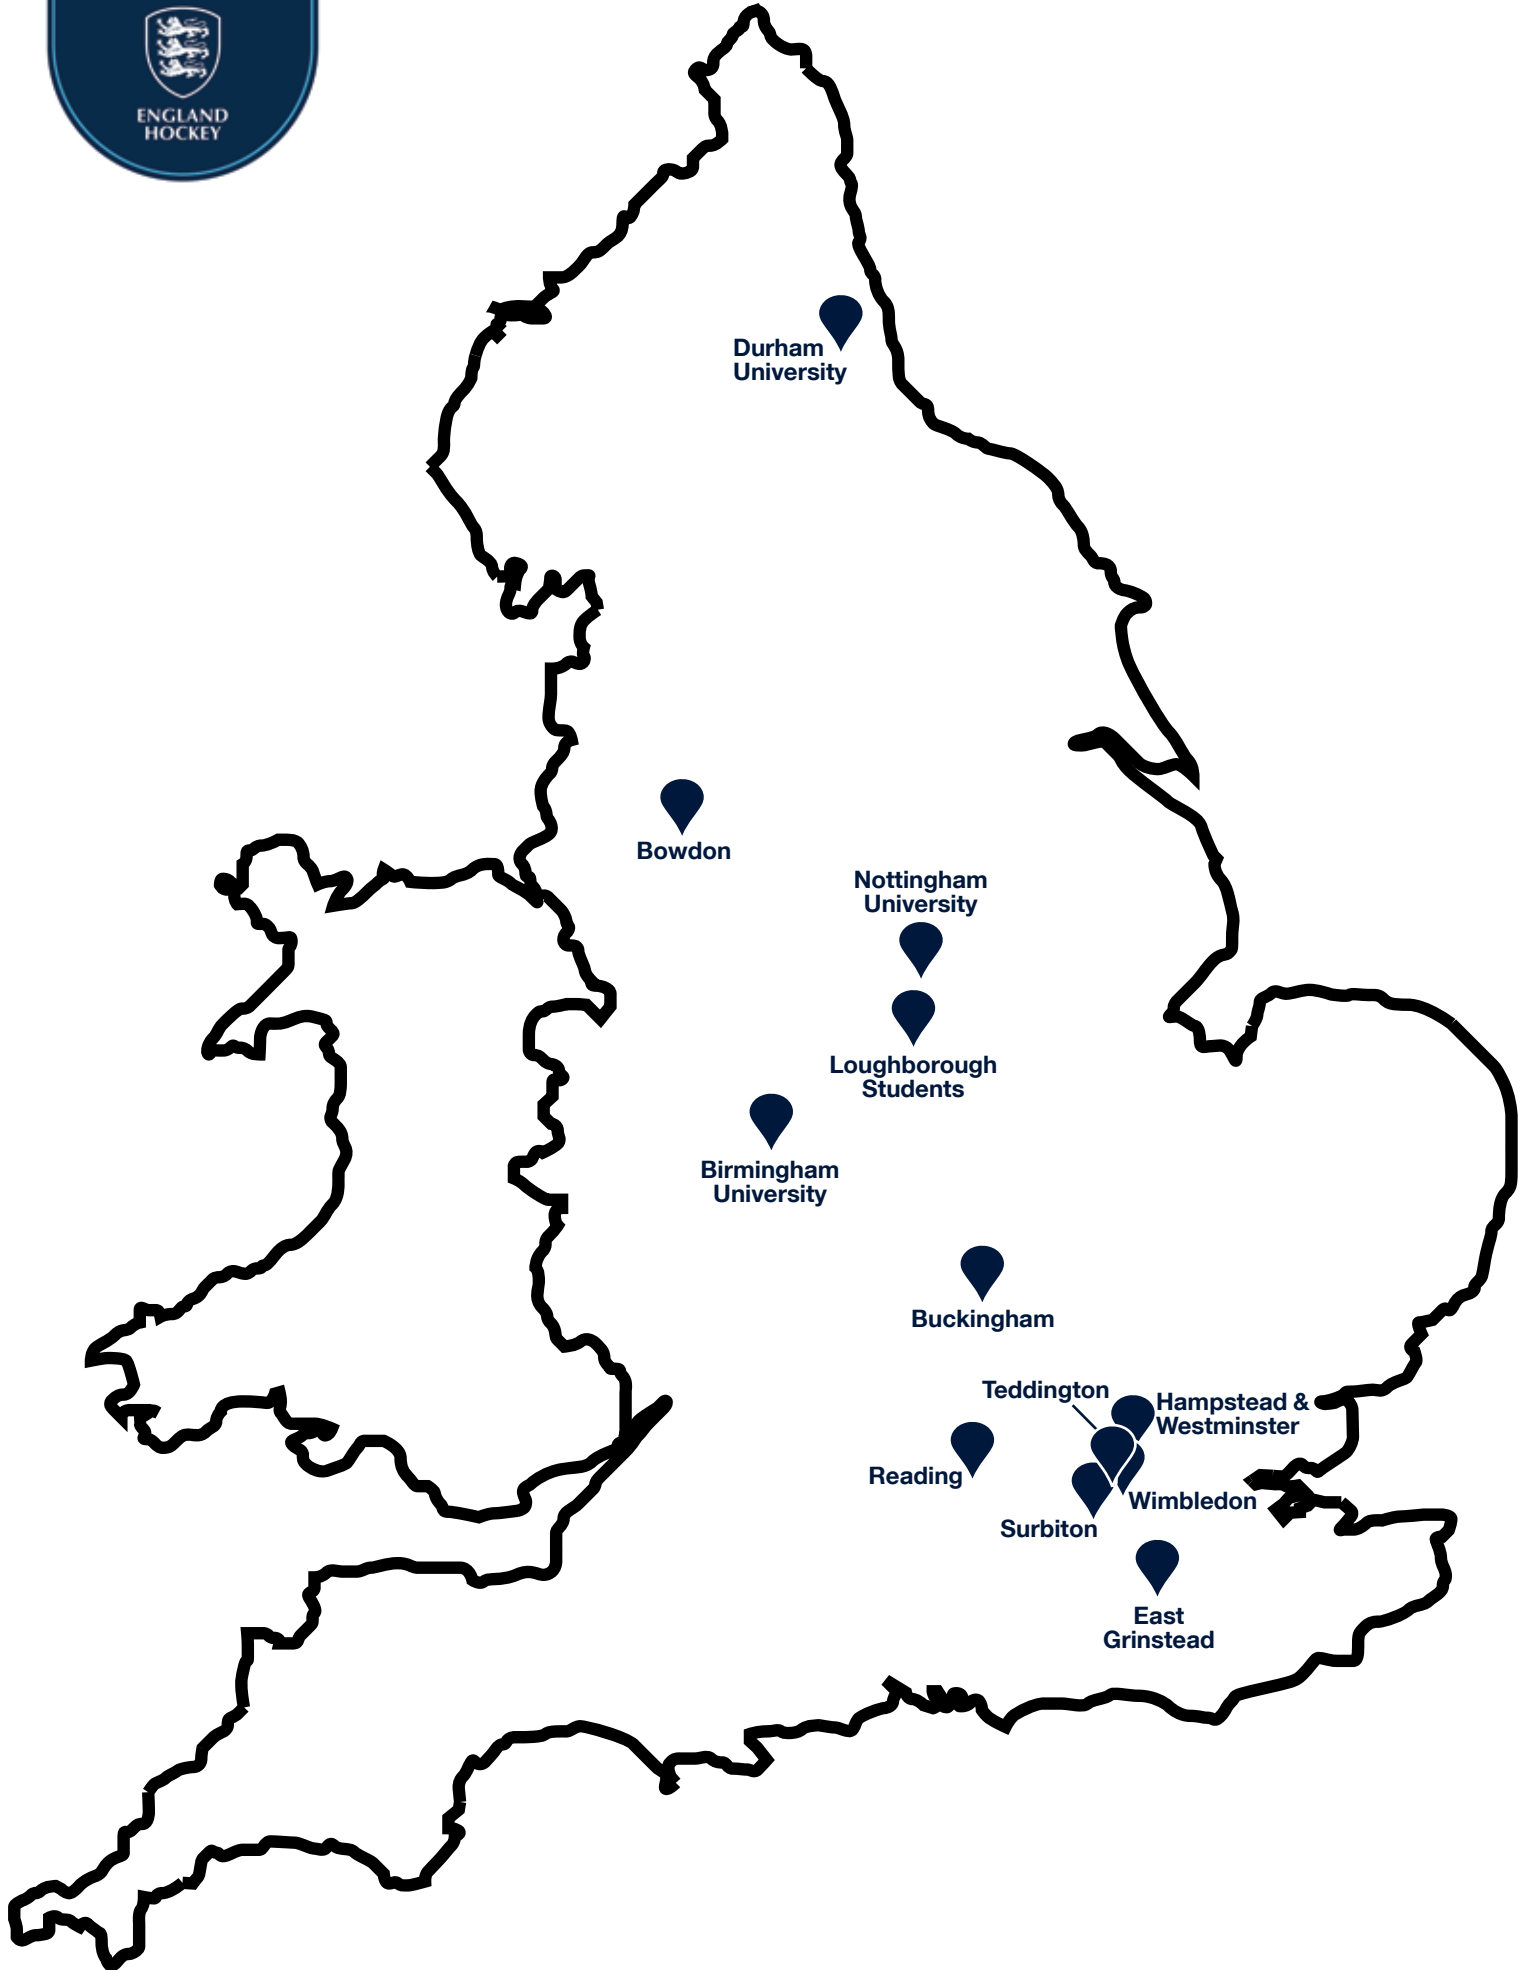 ENGLAND
HOCKEY
Durham
University
Bowdon
Nottingham
University
Loughborough
Students
Birmingham
University
Buckingham
Teddington
Hampstead &
Westminster
Reading
Wimbledon
Surbiton
East
Grinstead